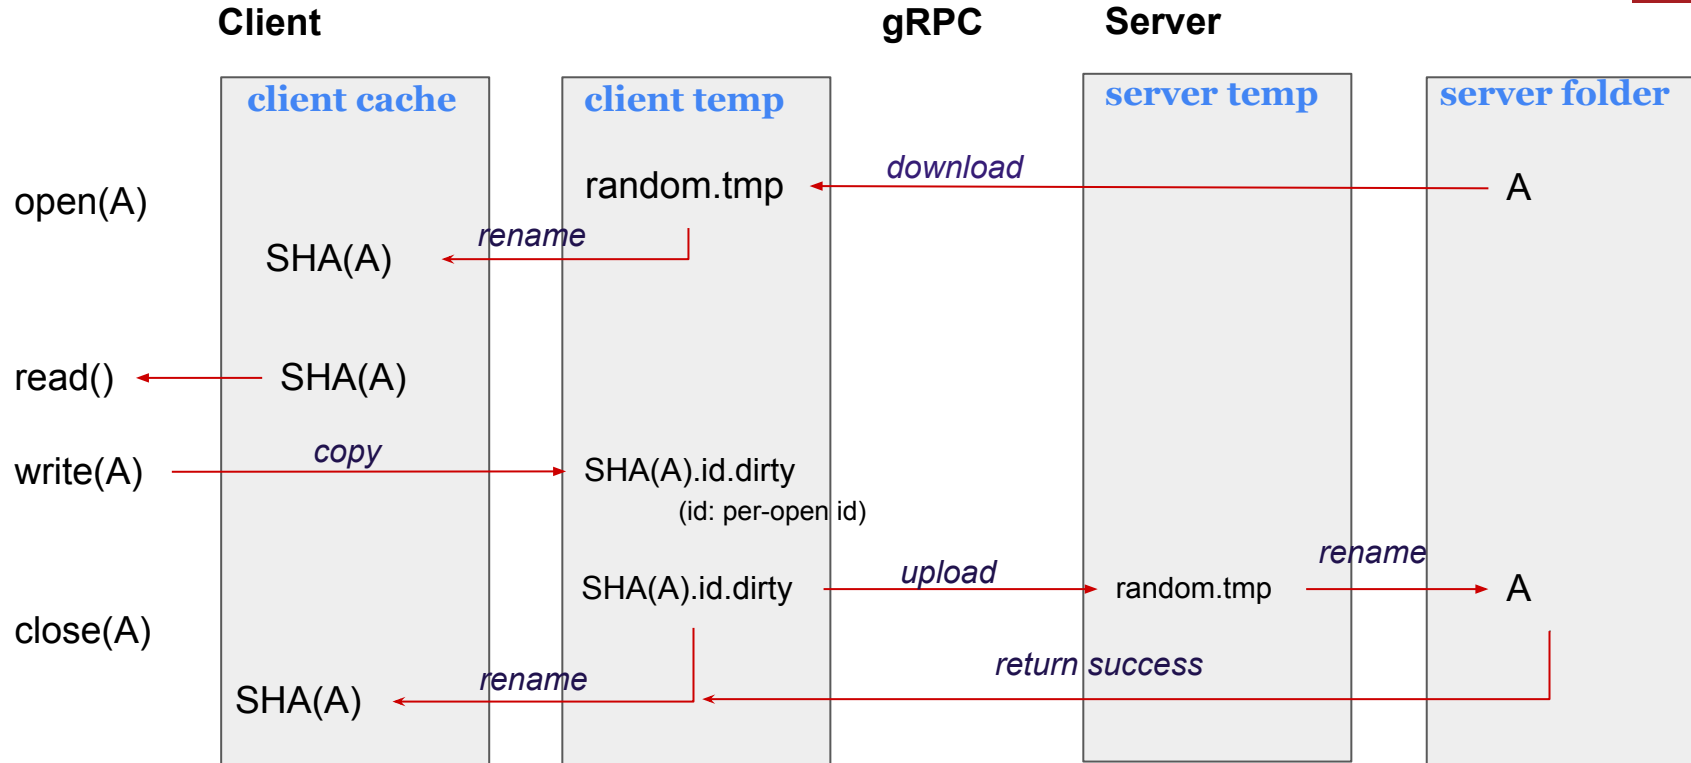 Client
gRPC
Server
client cache
client temp
server temp
server folder
download
open(A)
random.tmp
A
rename
SHA(A)
read()
SHA(A)
copy
write(A)
SHA(A).id.dirty
(id: per-open id)
rename
upload
SHA(A).id.dirty
random.tmp
A
close(A)
return success
rename
SHA(A)